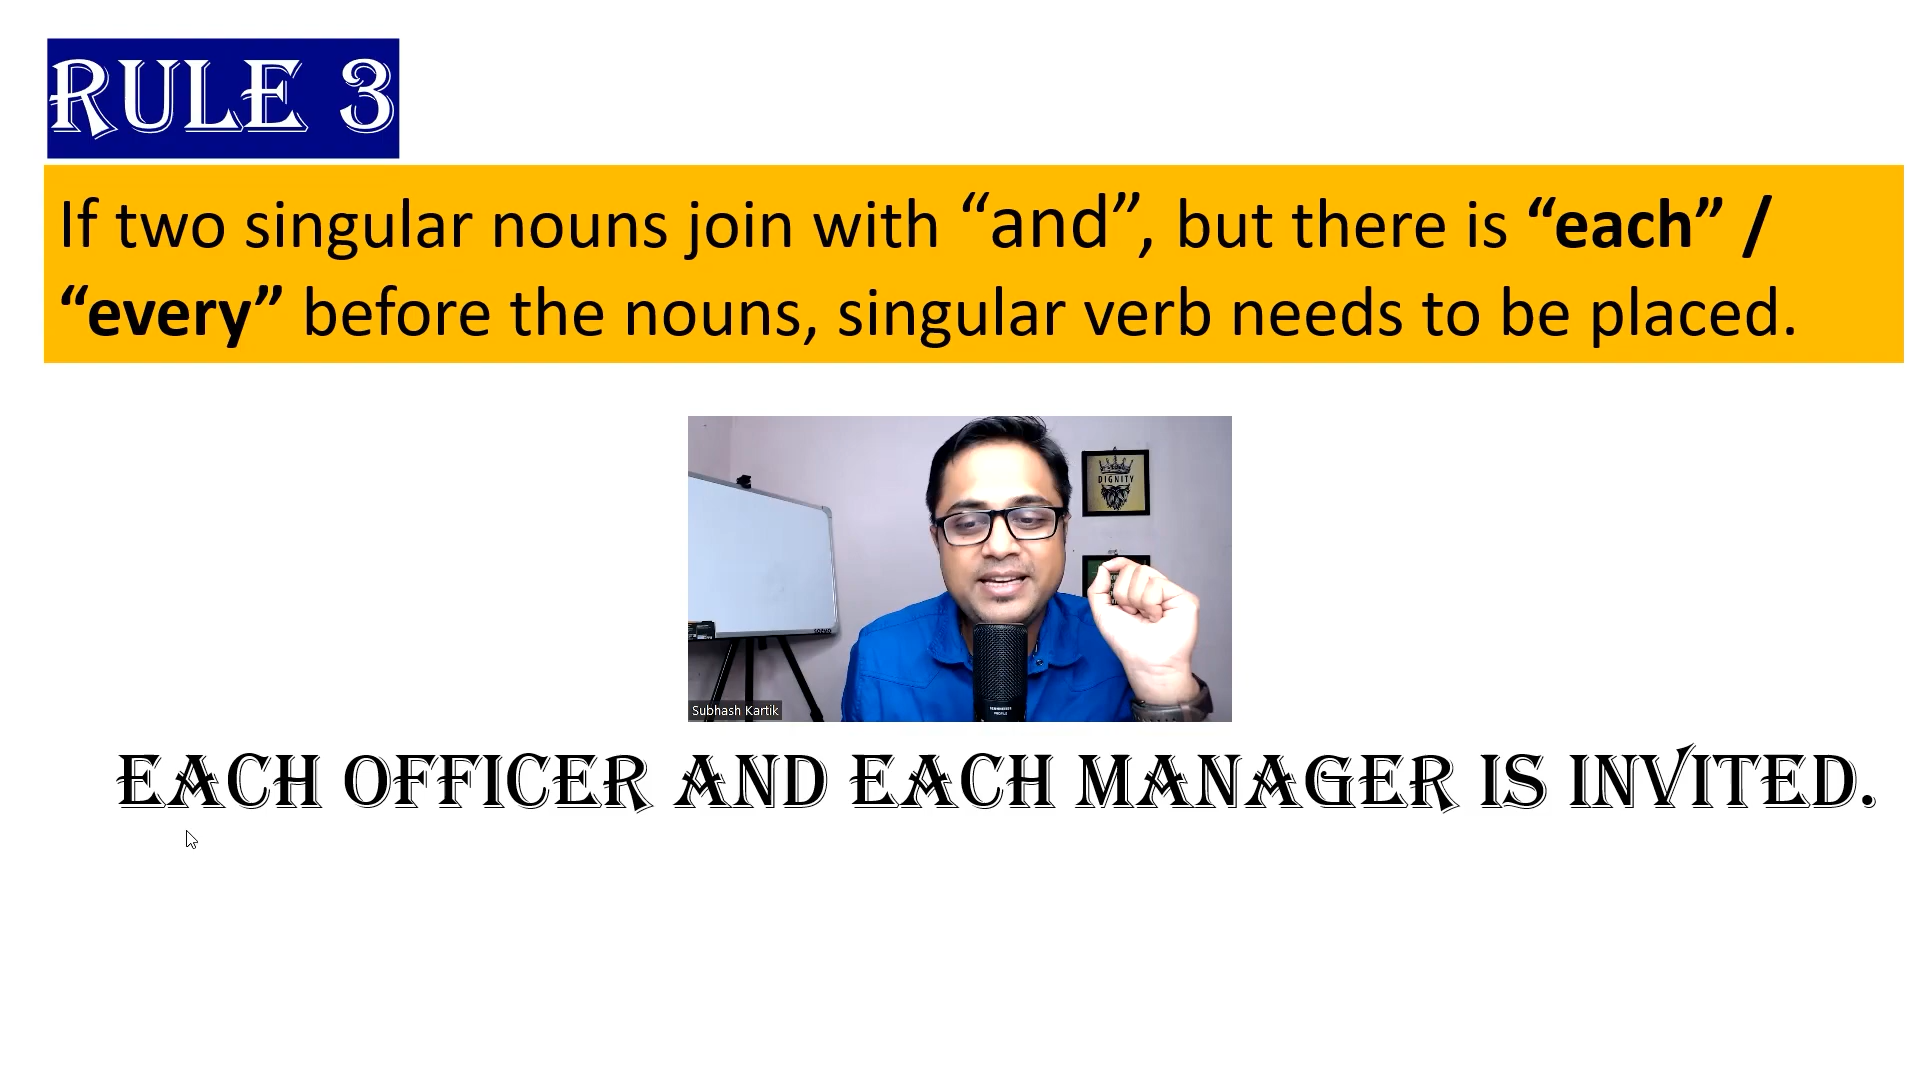 RULE 3
If two singular nouns join with “and”, but there is “each” /
“every” before the nouns, singular verb needs to be placed.
DIGNITY
Subhash Kartik
EACH OFFICER AND EACH MANAGER IS INVITED.